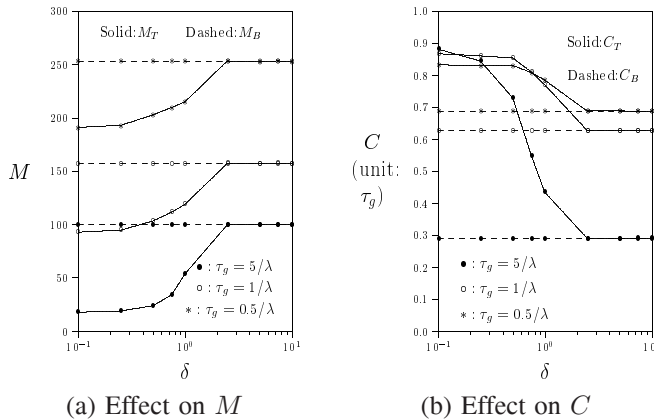 300
250
200
150
100
50
0
M
Solid:M_T Dashed:M_B
● : τ_g = 5/λ
○ : τ_g = 1/λ
* : τ_g = 0.5/λ
10^−1 10^0 10^1
δ
(a) Effect on M
1.0
0.9
0.8
0.7
0.6
0.5
0.4
0.3
0.2
0.1
0.0
C
(unit:
τ_g)
Solid:C_T
Dashed:C_B
● : τ_g = 5/λ
○ : τ_g = 1/λ
* : τ_g = 0.5/λ
10^−1 10^0 10^1
δ
(b) Effect on C